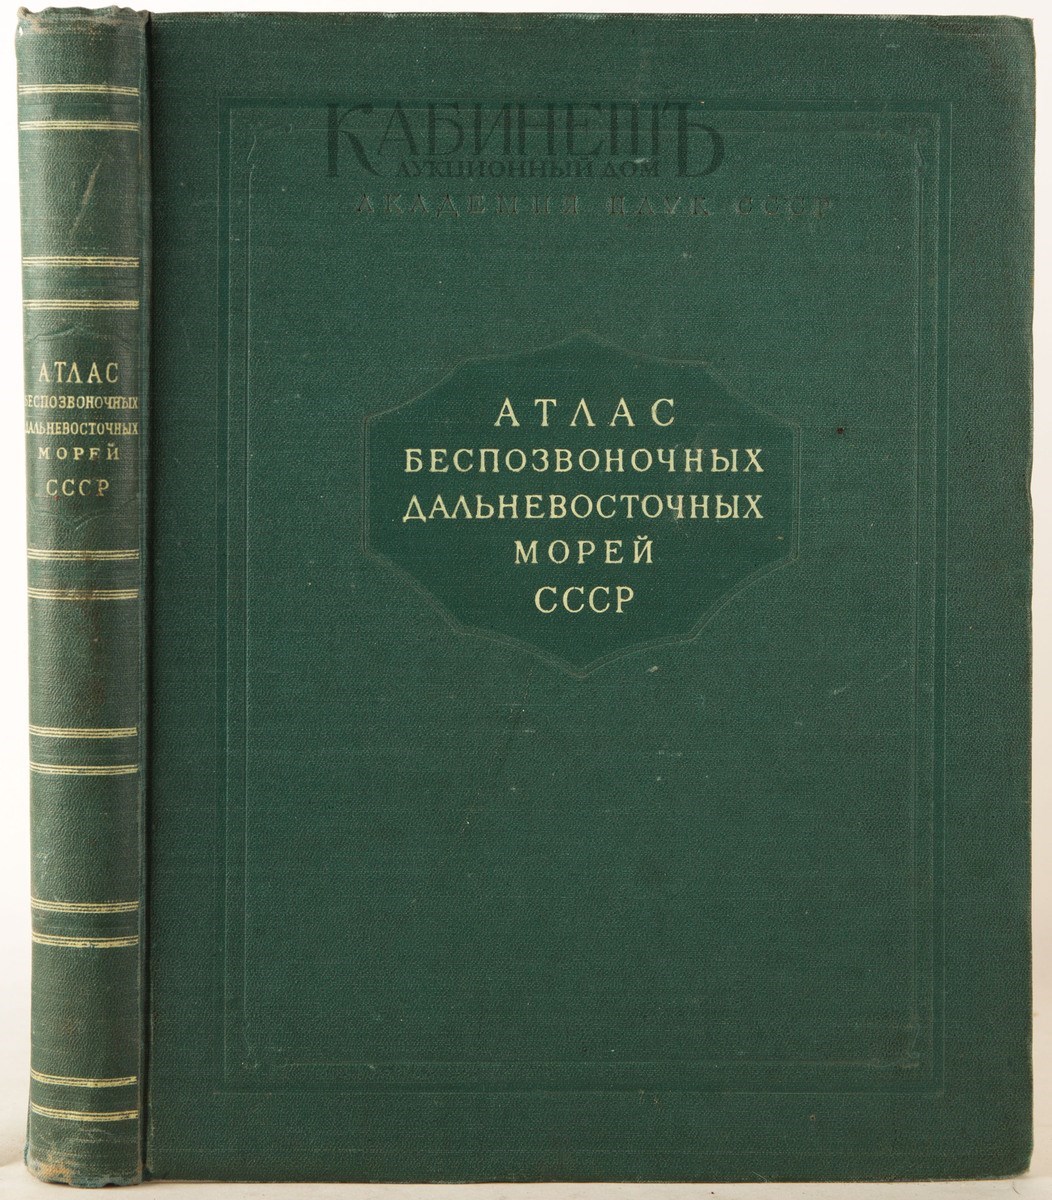 КАБИНЕТЪ
АУКЦИОННЫЙ ДОМ
АКАДЕМИЯ НАУК СССР
АТЛАС
БЕСПОЗВОНОЧНЫХ
ДАЛЬНЕВОСТОЧНЫХ
МОРЕЙ
СССР
АТЛАС
БЕСПОЗВОНОЧНЫХ
ДАЛЬНЕВОСТОЧНЫХ
МОРЕЙ
СССР